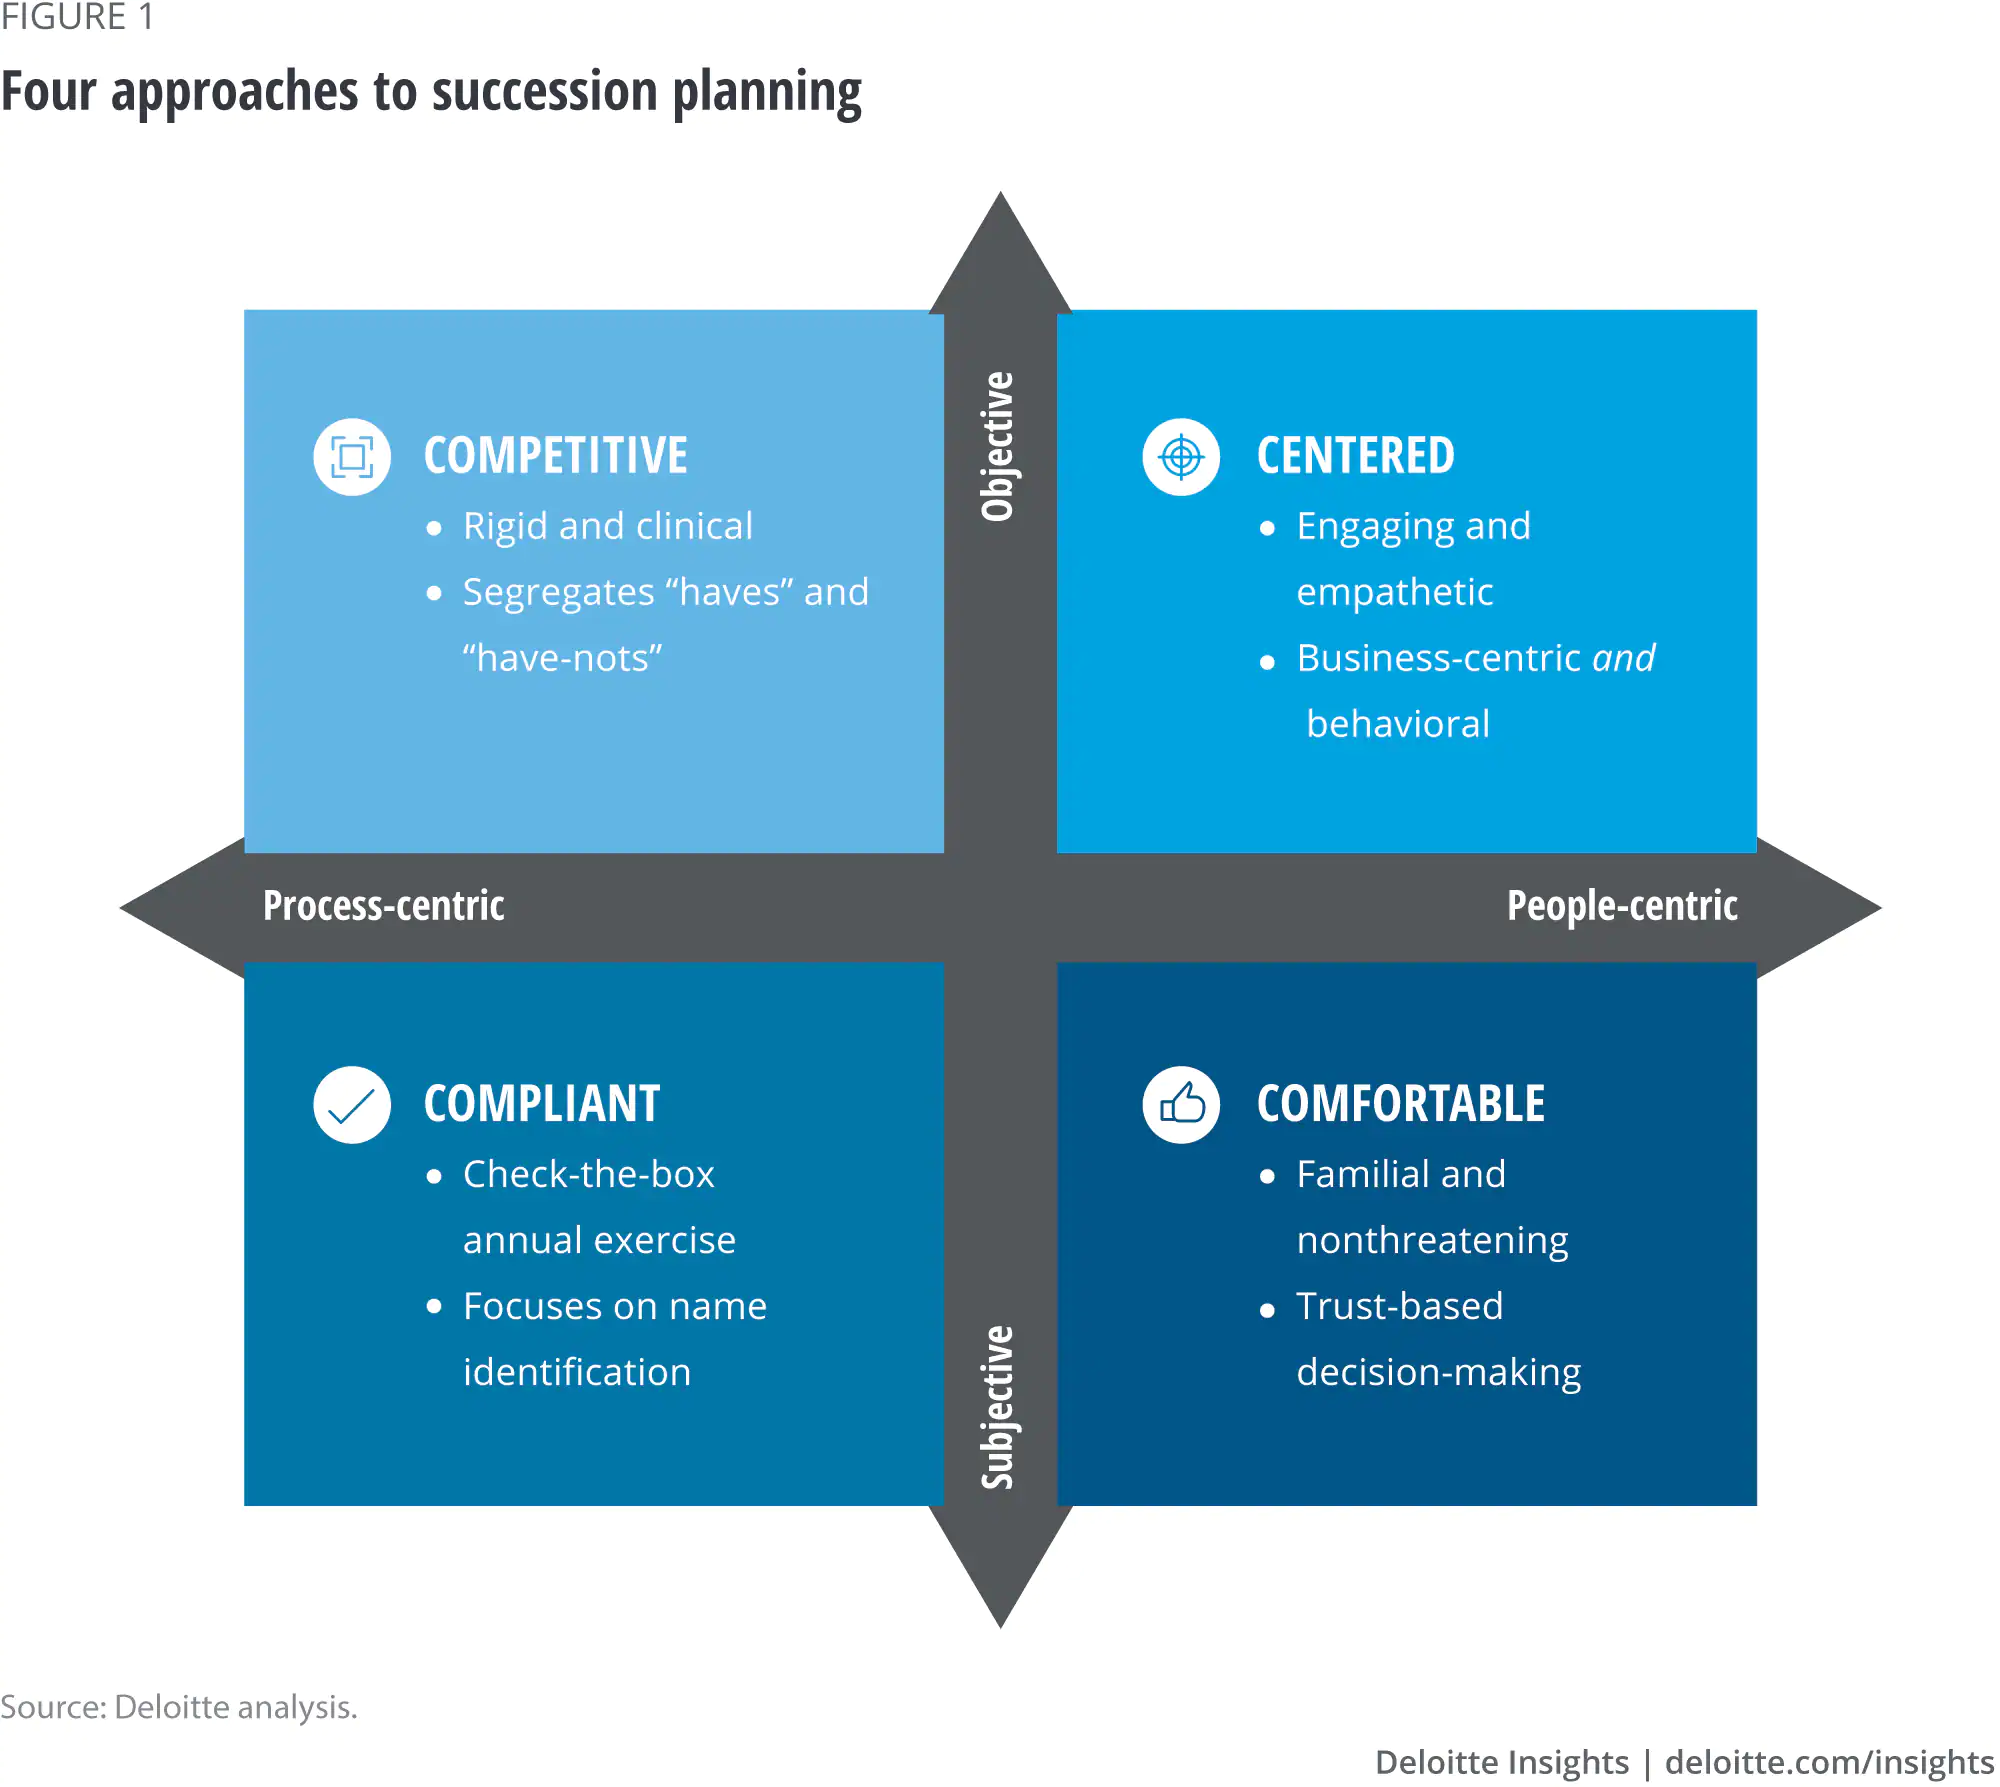 FIGURE 1
Four approaches to succession planning
Objective
COMPETITIVE
• Rigid and clinical
• Segregates “haves” and
“have-nots”
CENTERED
• Engaging and
empathetic
• Business-centric and
behavioral
Process-centric
People-centric
COMPLIANT
• Check-the-box
annual exercise
• Focuses on name
identification
COMFORTABLE
• Familial and
nonthreatening
• Trust-based
decision-making
Subjective
Source: Deloitte analysis.
Deloitte Insights | deloitte.com/insights